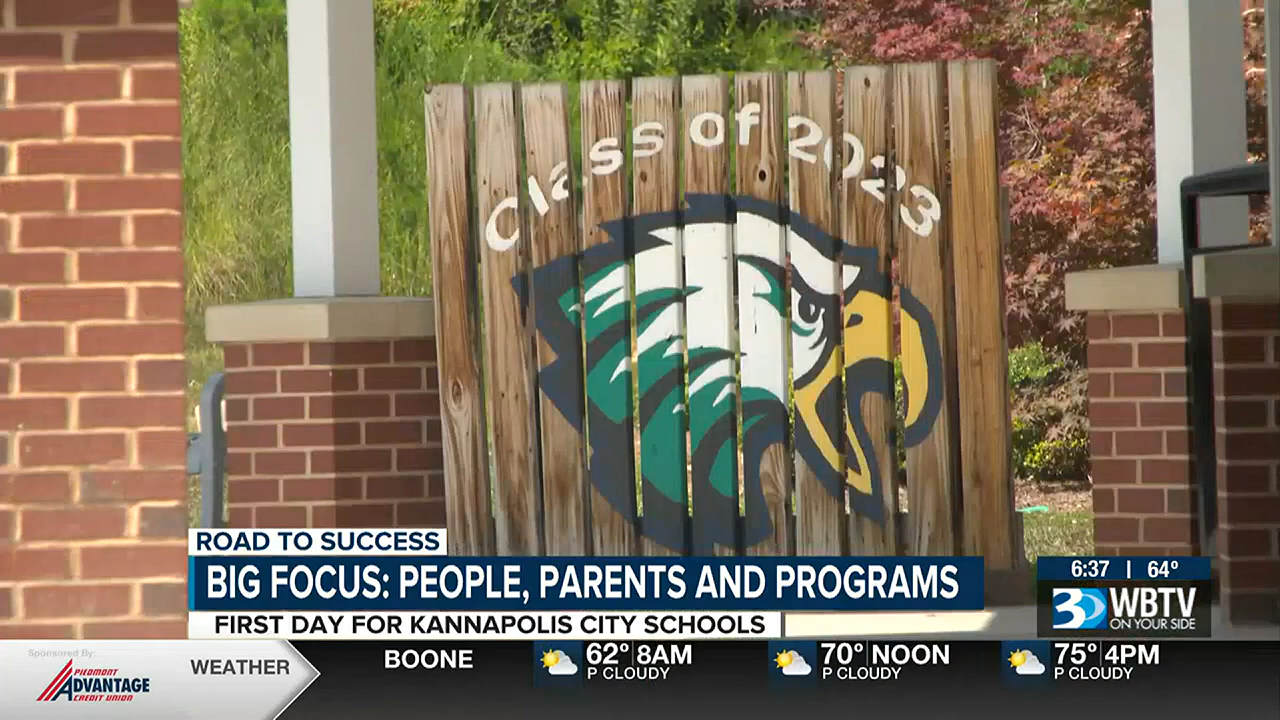 Class of 2023
ROAD TO SUCCESS
BIG FOCUS: PEOPLE, PARENTS AND PROGRAMS
FIRST DAY FOR KANNAPOLIS CITY SCHOOLS
6:37 | 64°
3 WBTV
ON YOUR SIDE
Sponsored By:
PIEDMONT
ADVANTAGE
CREDIT UNION
WEATHER
BOONE
62° 8AM
P CLOUDY
70° NOON
P CLOUDY
75° 4PM
P CLOUDY